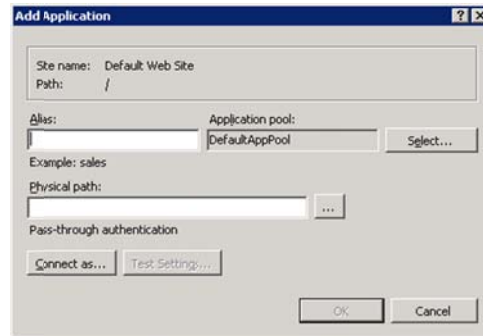 Add Application
Site name: Default Web Site
Path: /
Alias: Application pool:
DefaultAppPool Select...
Example: sales
Physical path:
...
Pass-through authentication
Connect as... Test Settings...
OK Cancel